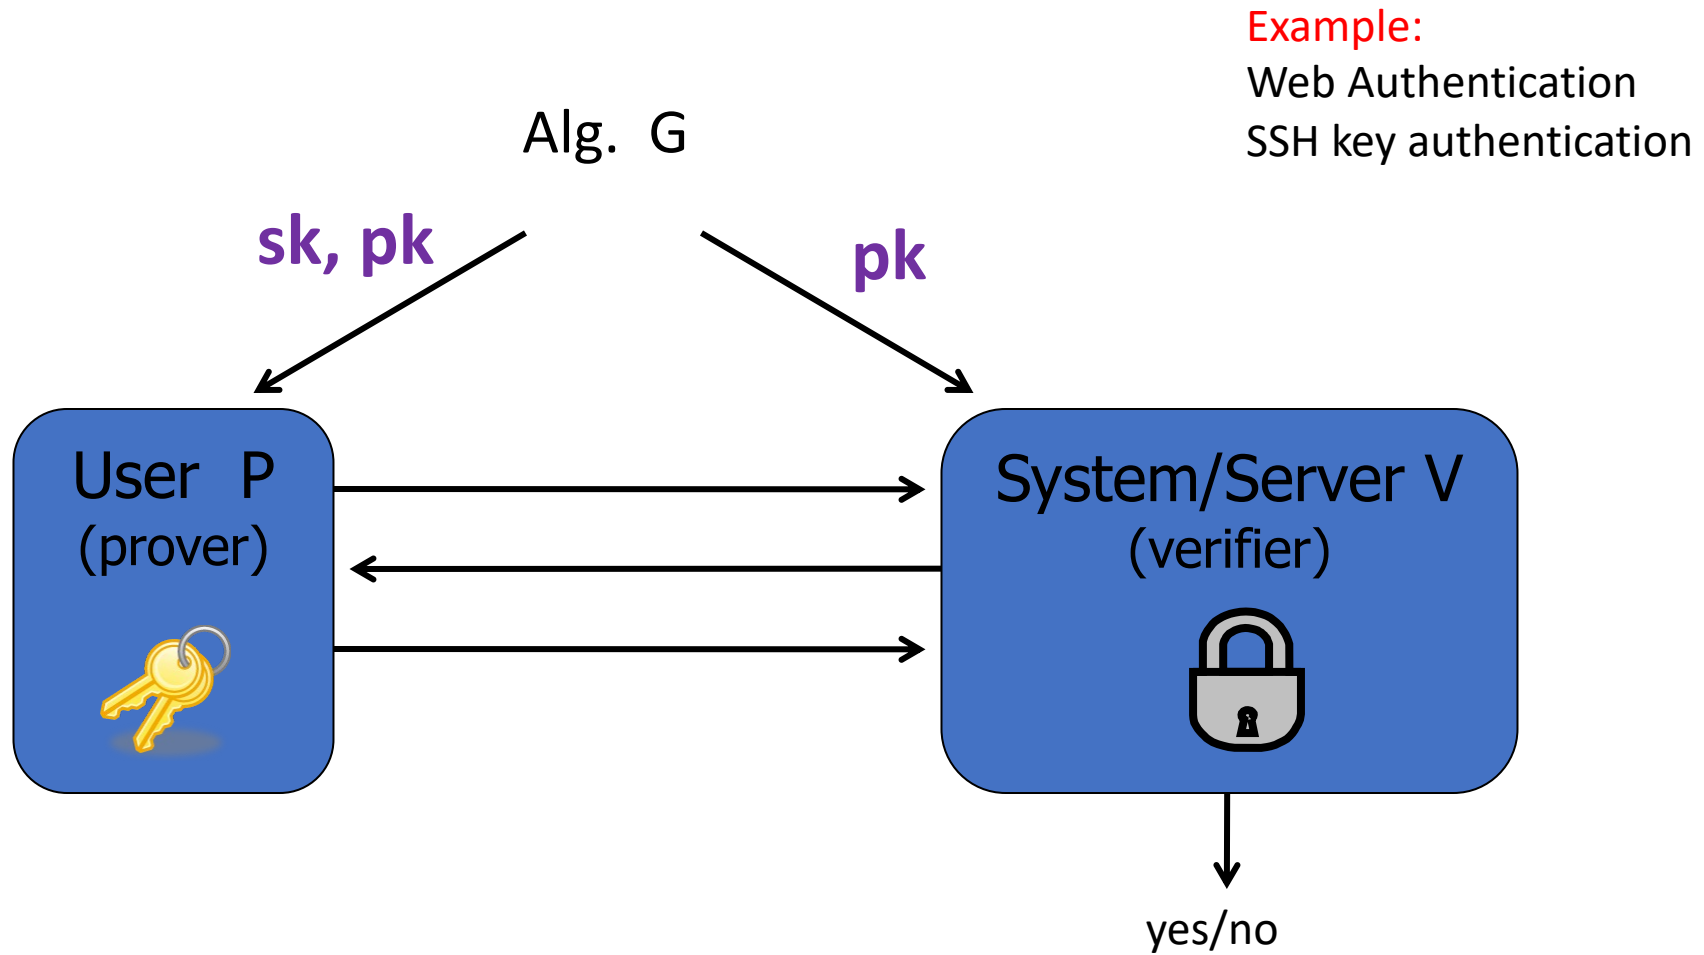 Example:
Web Authentication
SSH key authentication
Alg. G
sk, pk
pk
User P
(prover)
System/Server V
(verifier)
yes/no